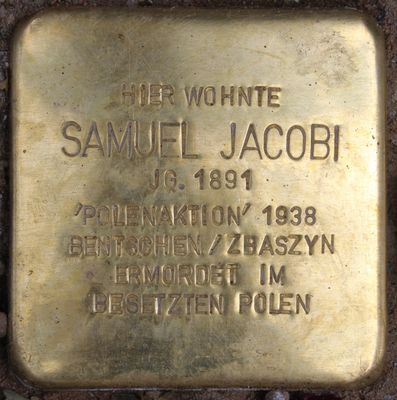 HIER WOHNTE
SAMUEL JACOBI
JG. 1891
'POLENAKTION' 1938
BENTSCHEN / ZBASZYN
ERMORDET IM
BESETZTEN POLEN